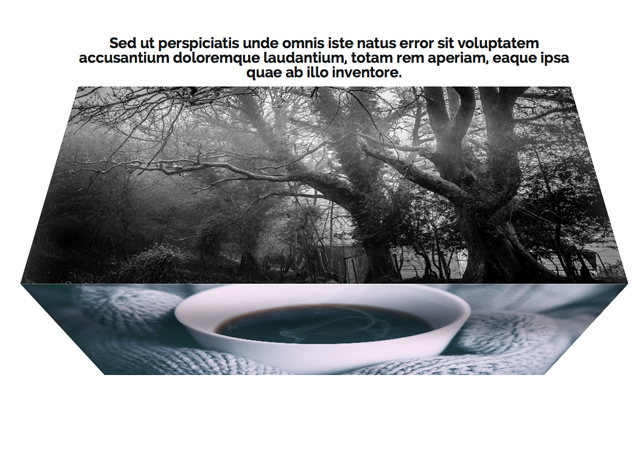 Sed ut perspiciatis unde omnis iste natus error sit voluptatem
accusantium doloremque laudantium, totam rem aperiam, eaque ipsa
quae ab illo inventore.